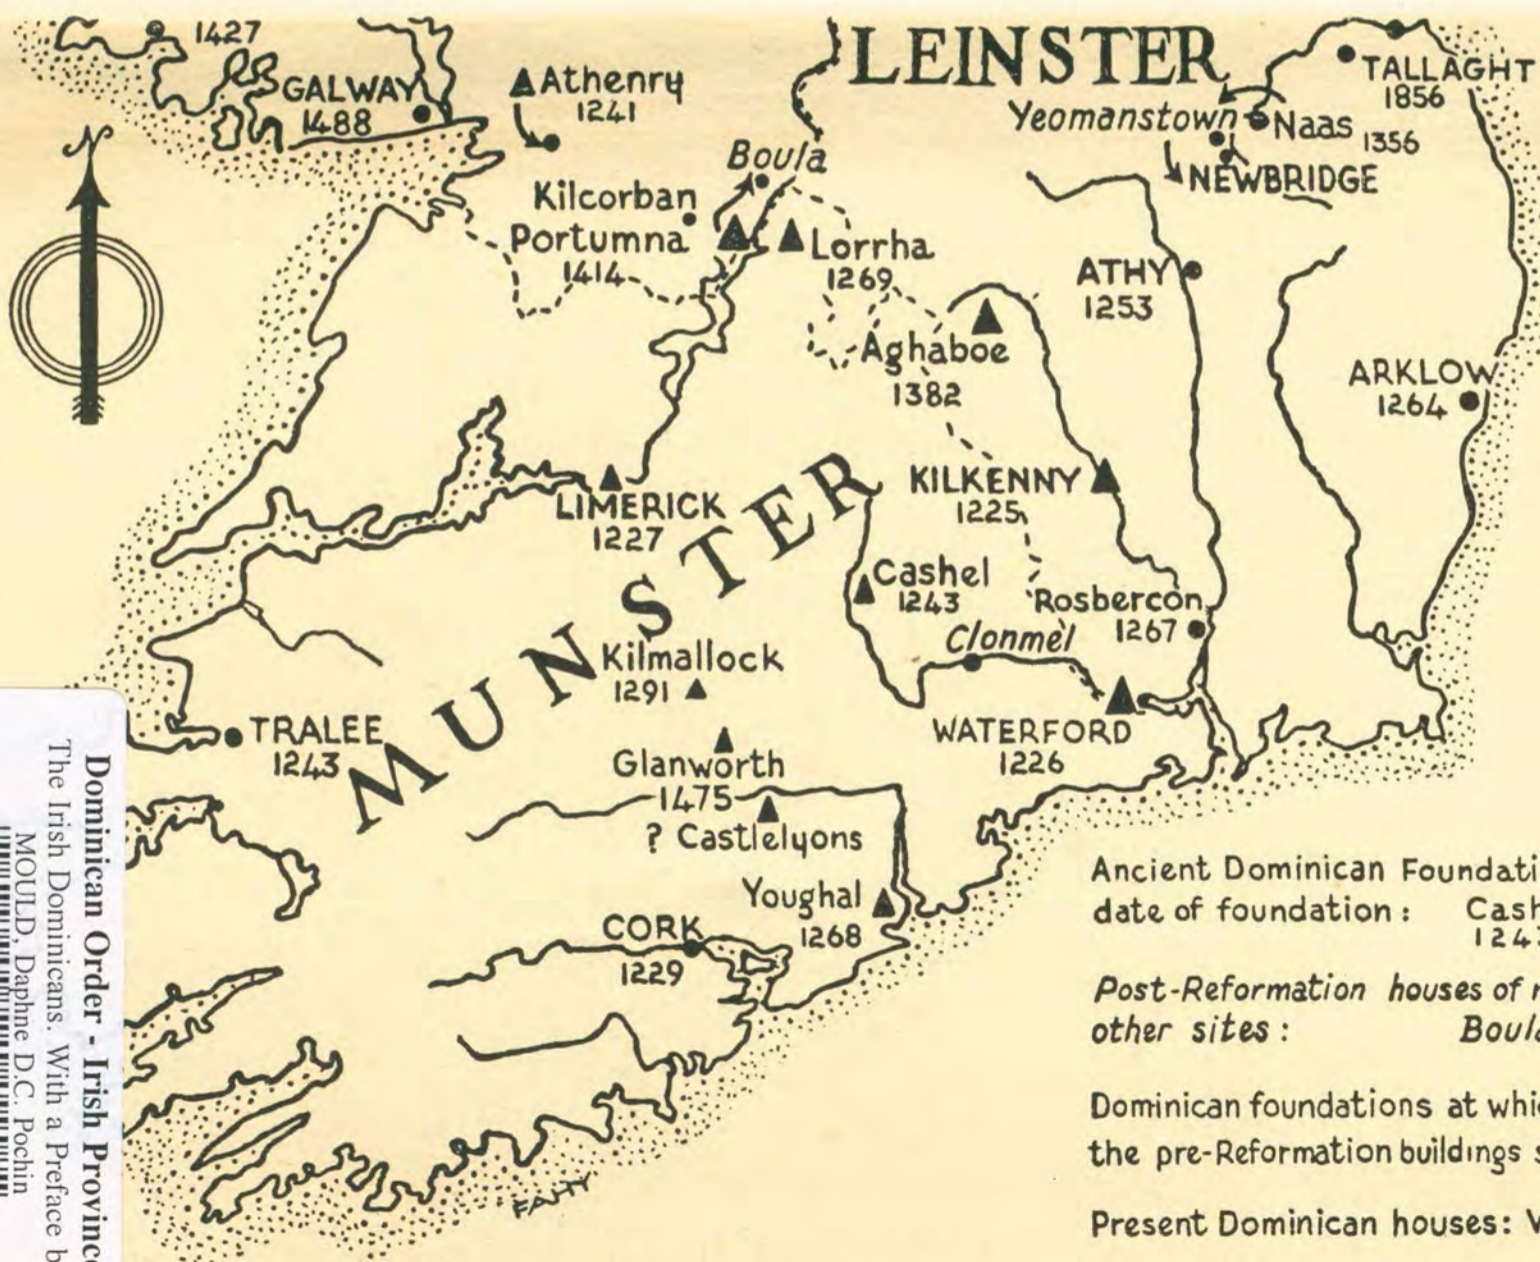 LEINSTER
1427
GALWAY
1488
Athenry
1241
TALLAGHT
1856
Yeomanstown
Naas
1356
NEWBRIDGE
Boula
Kilcorban
Portumna
1414
Lorrha
1269
ATHY
1253
Aghaboe
1382
ARKLOW
1264
N
LIMERICK
1227
MUNSTER
KILKENNY
1225
Cashel
1243
Rosbercon
1267
Clonmel
Kilmallock
1291
TRALEE
1243
WATERFORD
1226
Glanworth
1475
? Castlelyons
Youghal
1268
CORK
1229
FAHY
Ancient Dominican Foundati
date of foundation : Cash
124
Post-Reformation houses of r
other sites : Boula
Dominican foundations at whic
the pre-Reformation buildings s
Present Dominican houses: V
Dominican Order - Irish Province
The Irish Dominicans. With a Preface b
MOULD, Daphne D.C. Pochin